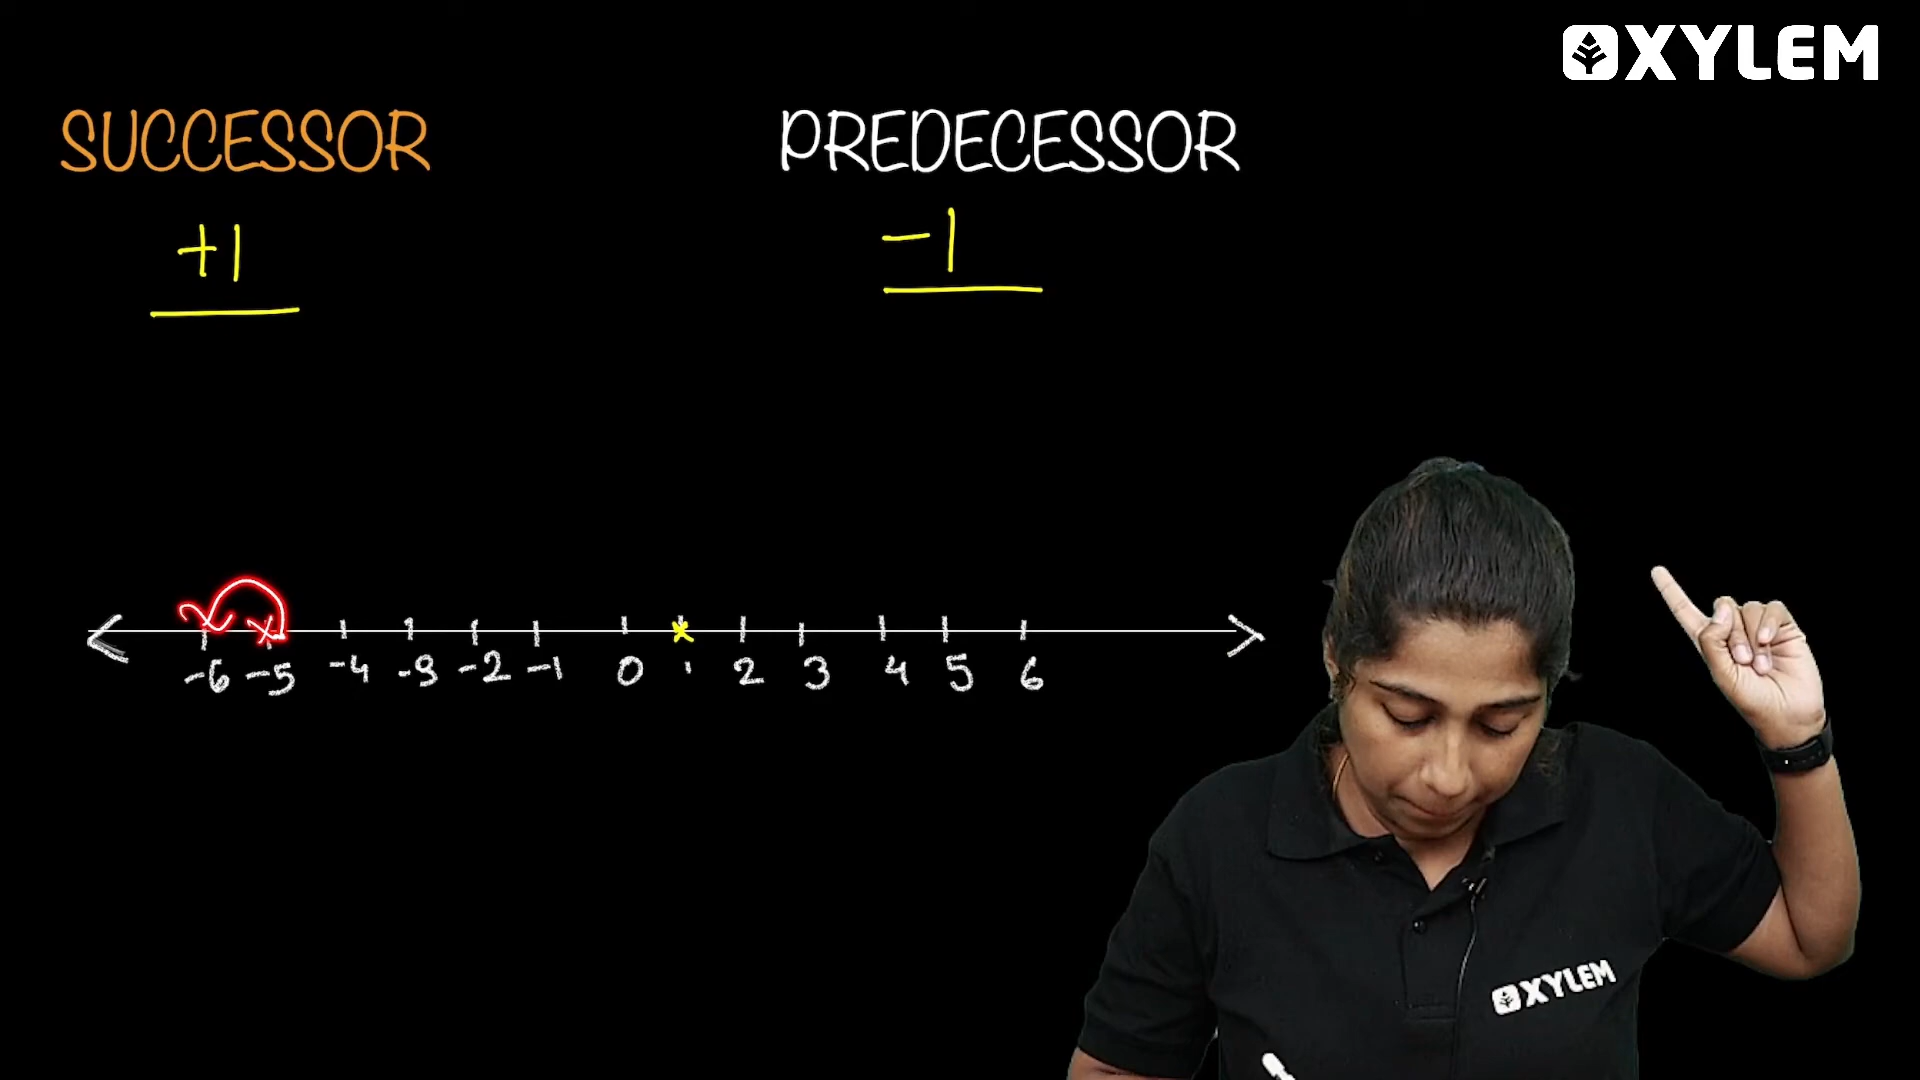 XYLEM
SUCCESSOR PREDECESSOR
+1 -1
-6 -5 -4 -3 -2 -1 0 1 2 3 4 5 6
XYLEM